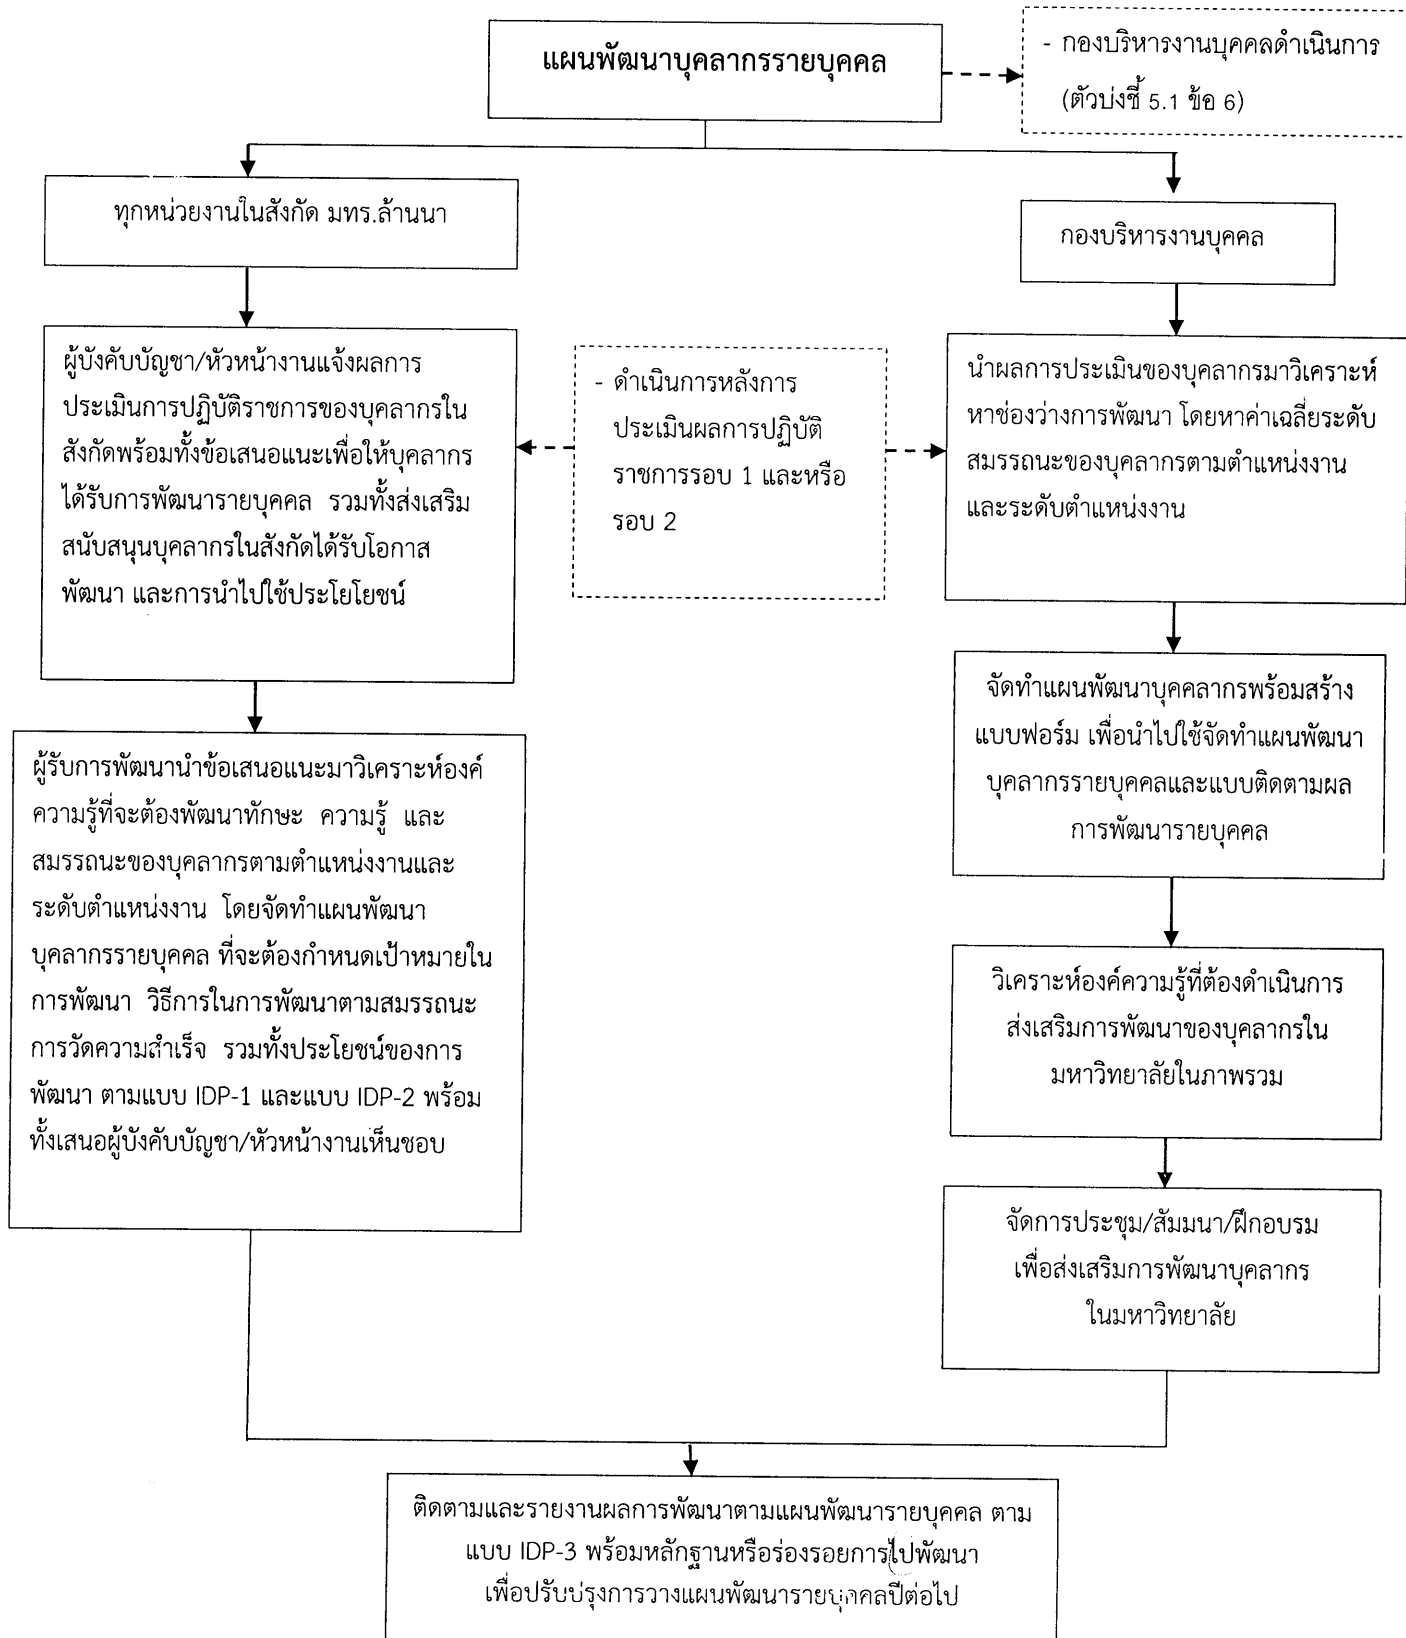 แผนพัฒนาบุคลากรรายบุคคล
- กองบริหารงานบุคคลดำเนินการ
(ตัวบ่งชี้ 5.1 ข้อ 6)
ทุกหน่วยงานในสังกัด มทร.ล้านนา
กองบริหารงานบุคคล
ผู้บังคับบัญชา/หัวหน้างานแจ้งผลการ
ประเมินการปฏิบัติราชการของบุคลากรใน
สังกัดพร้อมทั้งข้อเสนอแนะเพื่อให้บุคลากร
ได้รับการพัฒนารายบุคคล รวมทั้งส่งเสริม
สนับสนุนบุคลากรในสังกัดได้รับโอกาส
พัฒนา และการนำไปใช้ประโยโยชน์
- ดำเนินการหลังการ
ประเมินผลการปฏิบัติ
ราชการรอบ 1 และหรือ
รอบ 2
นำผลการประเมินของบุคลากรมาวิเคราะห์
หาช่องว่างการพัฒนา โดยหาค่าเฉลี่ยระดับ
สมรรถนะของบุคลากรตามตำแหน่งงาน
และระดับตำแหน่งงาน
ผู้รับการพัฒนานำข้อเสนอแนะมาวิเคราะห์องค์
ความรู้ที่จะต้องพัฒนาทักษะ ความรู้ และ
สมรรถนะของบุคลากรตามตำแหน่งงานและ
ระดับตำแหน่งงาน โดยจัดทำแผนพัฒนา
บุคลากรรายบุคคล ที่จะต้องกำหนดเป้าหมายใน
การพัฒนา วิธีการในการพัฒนาตามสมรรถนะ
การวัดความสำเร็จ รวมทั้งประโยชน์ของการ
พัฒนา ตามแบบ IDP-1 และแบบ IDP-2 พร้อม
ทั้งเสนอผู้บังคับบัญชา/หัวหน้างานเห็นชอบ
จัดทำแผนพัฒนาบุคคลากรพร้อมสร้าง
แบบฟอร์ม เพื่อนำไปใช้จัดทำแผนพัฒนา
บุคลากรรายบุคคลและแบบติดตามผล
การพัฒนารายบุคคล
วิเคราะห์องค์ความรู้ที่ต้องดำเนินการ
ส่งเสริมการพัฒนาของบุคลากรใน
มหาวิทยาลัยในภาพรวม
จัดการประชุม/สัมมนา/ฝึกอบรม
เพื่อส่งเสริมการพัฒนาบุคลากร
ในมหาวิทยาลัย
ติดตามและรายงานผลการพัฒนาตามแผนพัฒนารายบุคคล ตาม
แบบ IDP-3 พร้อมหลักฐานหรือร่องรอยการไปพัฒนา
เพื่อปรับปรุงการวางแผนพัฒนารายบุคคลปีต่อไป